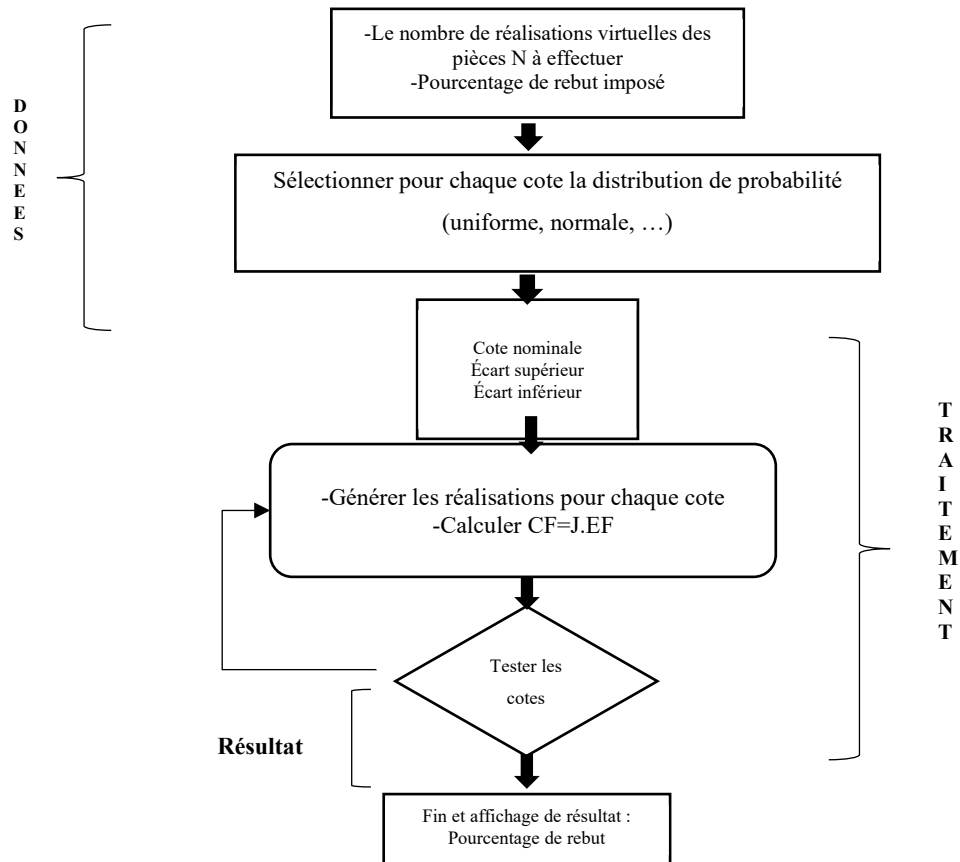 -Le nombre de réalisations virtuelles des
pièces N à effectuer
-Pourcentage de rebut imposé
DONNEES
Sélectionner pour chaque cote la distribution de probabilité
(uniforme, normale, …)
Cote nominale
Écart supérieur
Écart inférieur
TRAITEMENT
-Générer les réalisations pour chaque cote
-Calculer CF=J.EF
Tester les
cotes
Résultat
Fin et affichage de résultat :
Pourcentage de rebut